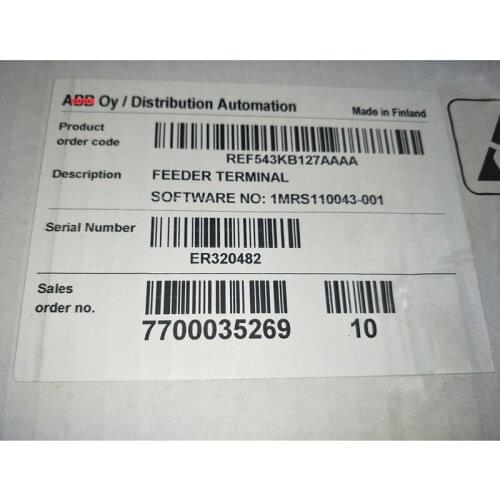 ABB Oy / Distribution Automation
Made in Finland
Product
order code
REF543KB127AAAA
Description FEEDER TERMINAL
SOFTWARE NO: 1MRS110043-001
Serial Number
ER320482
Sales
order no.
7700035269 10